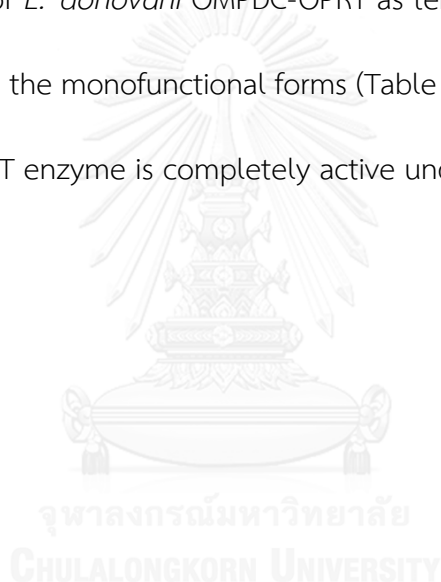 of L. donovani OMPDC-OPRT as te
the monofunctional forms (Table
T enzyme is completely active und
จุฬาลงกรณ์มหาวิทยาลัย
CHULALONGKORN UNIVERSITY